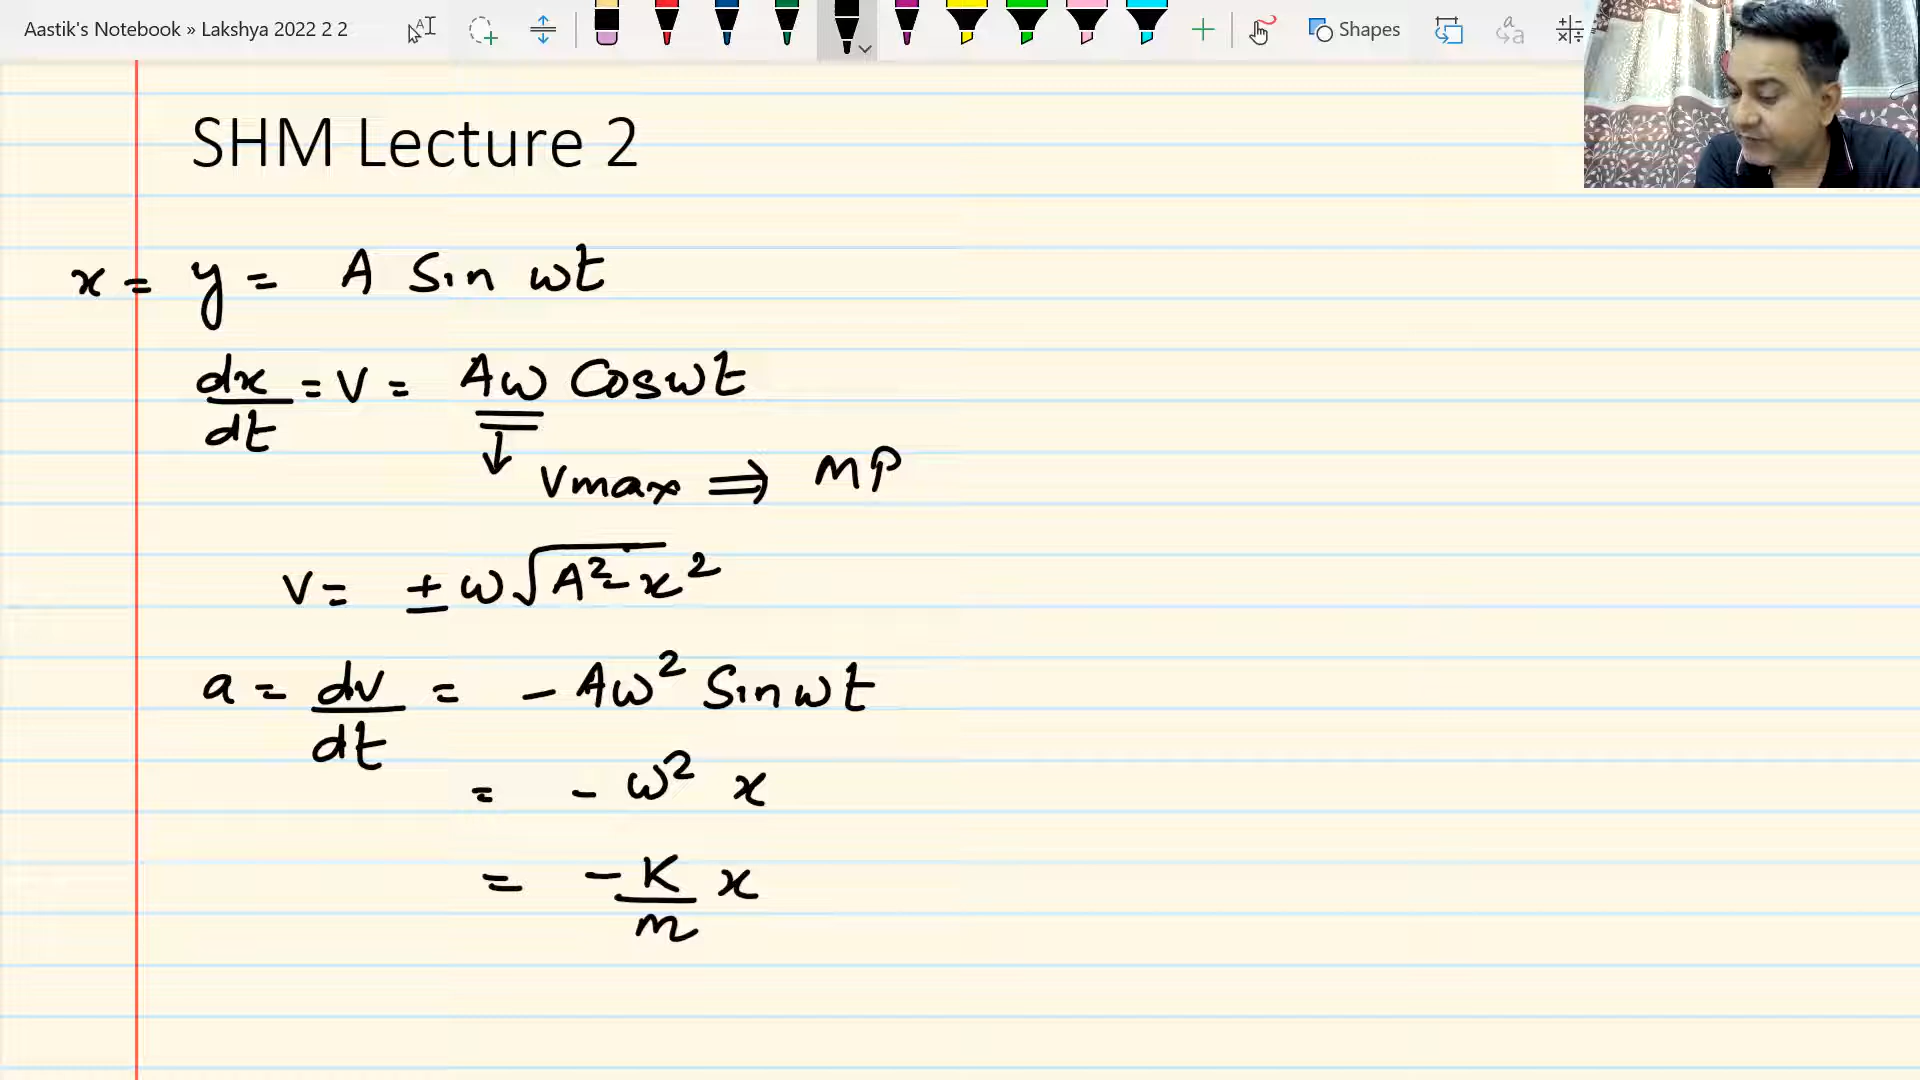 Aastik's Notebook » Lakshya 2022 2 2
Shapes
SHM Lecture 2
x = y = A Sin ωt
dx/dt = V = Aω Cosωt
↓ Vmax ⇒ MP
V = ± ω√A²-x²
a = dv/dt = - Aω² Sinωt
= - ω² x
= - K/m x